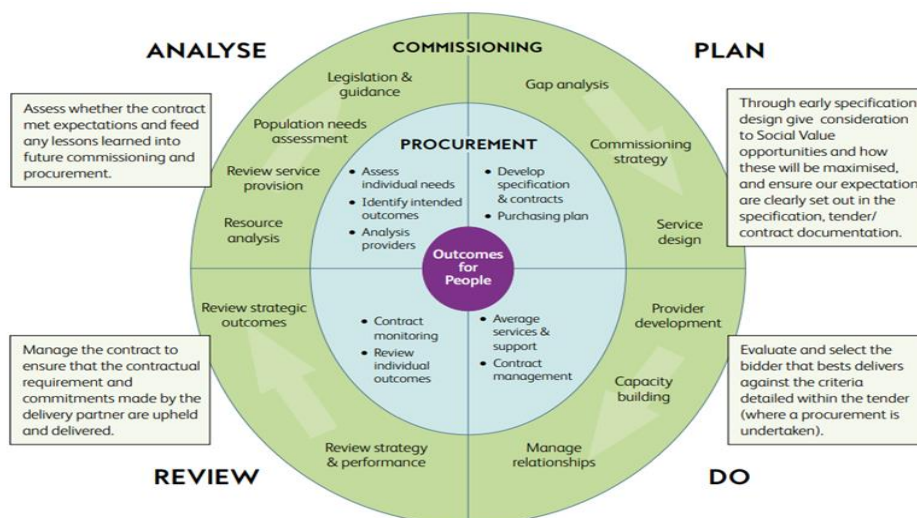 ANALYSE
COMMISSIONING
PLAN
Legislation &
guidance
Population needs
assessment
Review service
provision
Resource
analysis
Gap analysis
Commissioning
strategy
Service
design
Assess whether the contract
met expectations and feed
any lessons learned into
future commissioning and
procurement.
Through early specification
design give consideration
to Social Value
opportunities and how
these will be maximised,
and ensure our expectation
are clearly set out in the
specification, tender/
contract documentation.
PROCUREMENT
• Assess
individual needs
• Identify intended
outcomes
• Analysis
providers
• Develop
specification
& contracts
• Purchasing plan
Outcomes
for
People
• Contract
monitoring
• Review
individual
outcomes
• Average
services &
support
• Contract
management
Review strategic
outcomes
Review strategy
& performance
Provider
development
Capacity
building
Manage
relationships
Manage the contract to
ensure that the contractual
requirement and
commitments made by the
delivery partner are upheld
and delivered.
Evaluate and select the
bidder that bests delivers
against the criteria
detailed within the tender
(where a procurement is
undertaken).
REVIEW
DO